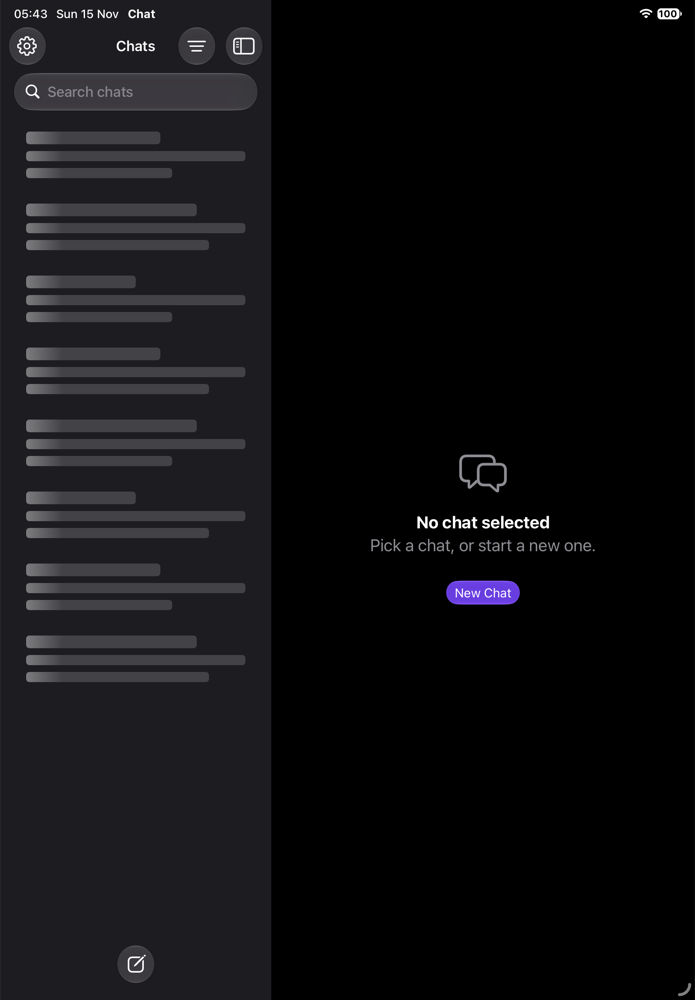 05:43 Sun 15 Nov Chat
100
Chats
Search chats
No chat selected
Pick a chat, or start a new one.
New Chat